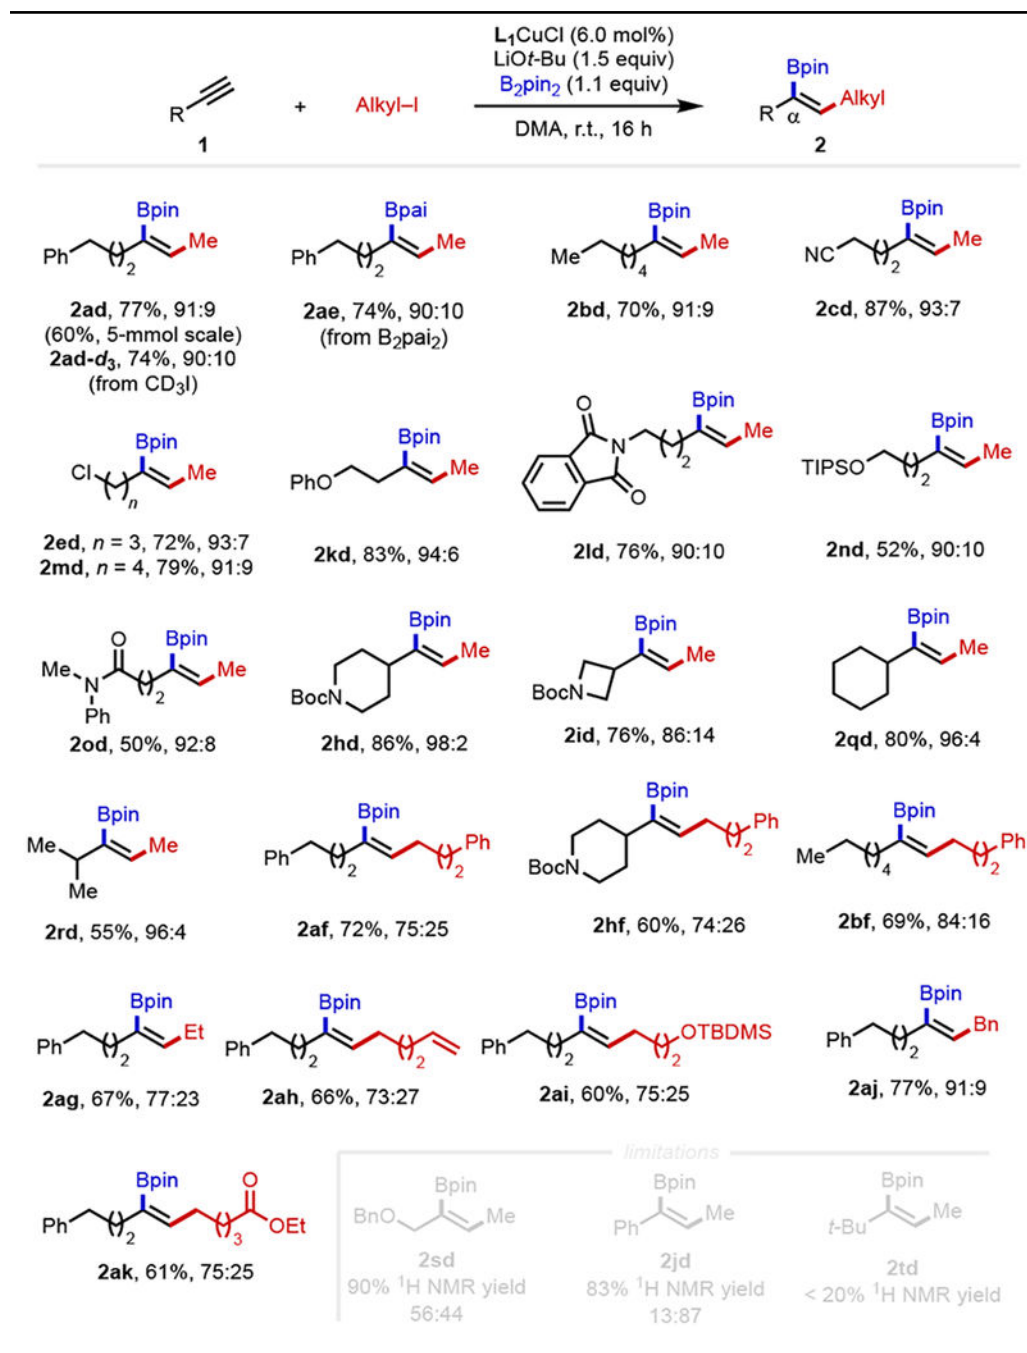 L₁CuCl (6.0 mol%)
LiOt-Bu (1.5 equiv)
B₂pin₂ (1.1 equiv)
DMA, r.t., 16 h
R
1
+
Alkyl–I
Bpin
R
α
Alkyl
2
Bpin
Ph
( )₂
Me
2ad, 77%, 91:9
(60%, 5-mmol scale)
2ad-d₃, 74%, 90:10
(from CD₃I)
Bpai
Ph
( )₂
Me
2ae, 74%, 90:10
(from B₂pai₂)
Bpin
Me
( )₄
Me
2bd, 70%, 91:9
Bpin
NC
( )₂
Me
2cd, 87%, 93:7
Bpin
Cl
( )n
Me
2ed, n = 3, 72%, 93:7
2md, n = 4, 79%, 91:9
Bpin
PhO
Me
2kd, 83%, 94:6
O
N
O
( )₂
Bpin
Me
2ld, 76%, 90:10
Bpin
TIPSO
( )₂
Me
2nd, 52%, 90:10
O
Me
N
Ph
( )₂
Bpin
Me
2od, 50%, 92:8
Bpin
Me
BocN
2hd, 86%, 98:2
Bpin
Me
BocN
2id, 76%, 86:14
Bpin
Me
2qd, 80%, 96:4
Bpin
Me
Me
Me
2rd, 55%, 96:4
Bpin
Ph
( )₂
( )₂
Ph
2af, 72%, 75:25
Bpin
BocN
( )₂
Ph
2hf, 60%, 74:26
Bpin
Me
( )₄
( )₂
Ph
2bf, 69%, 84:16
Bpin
Ph
( )₂
Et
2ag, 67%, 77:23
Bpin
Ph
( )₂
( )₂
2ah, 66%, 73:27
Bpin
Ph
( )₂
( )₂
OTBDMS
2ai, 60%, 75:25
Bpin
Ph
( )₂
Bn
2aj, 77%, 91:9
Bpin
Ph
( )₂
( )₃
O
OEt
2ak, 61%, 75:25
limitations
Bpin
BnO
Me
2sd
90% ¹H NMR yield
56:44
Bpin
Ph
Me
2jd
83% ¹H NMR yield
13:87
Bpin
t-Bu
Me
2td
< 20% ¹H NMR yield